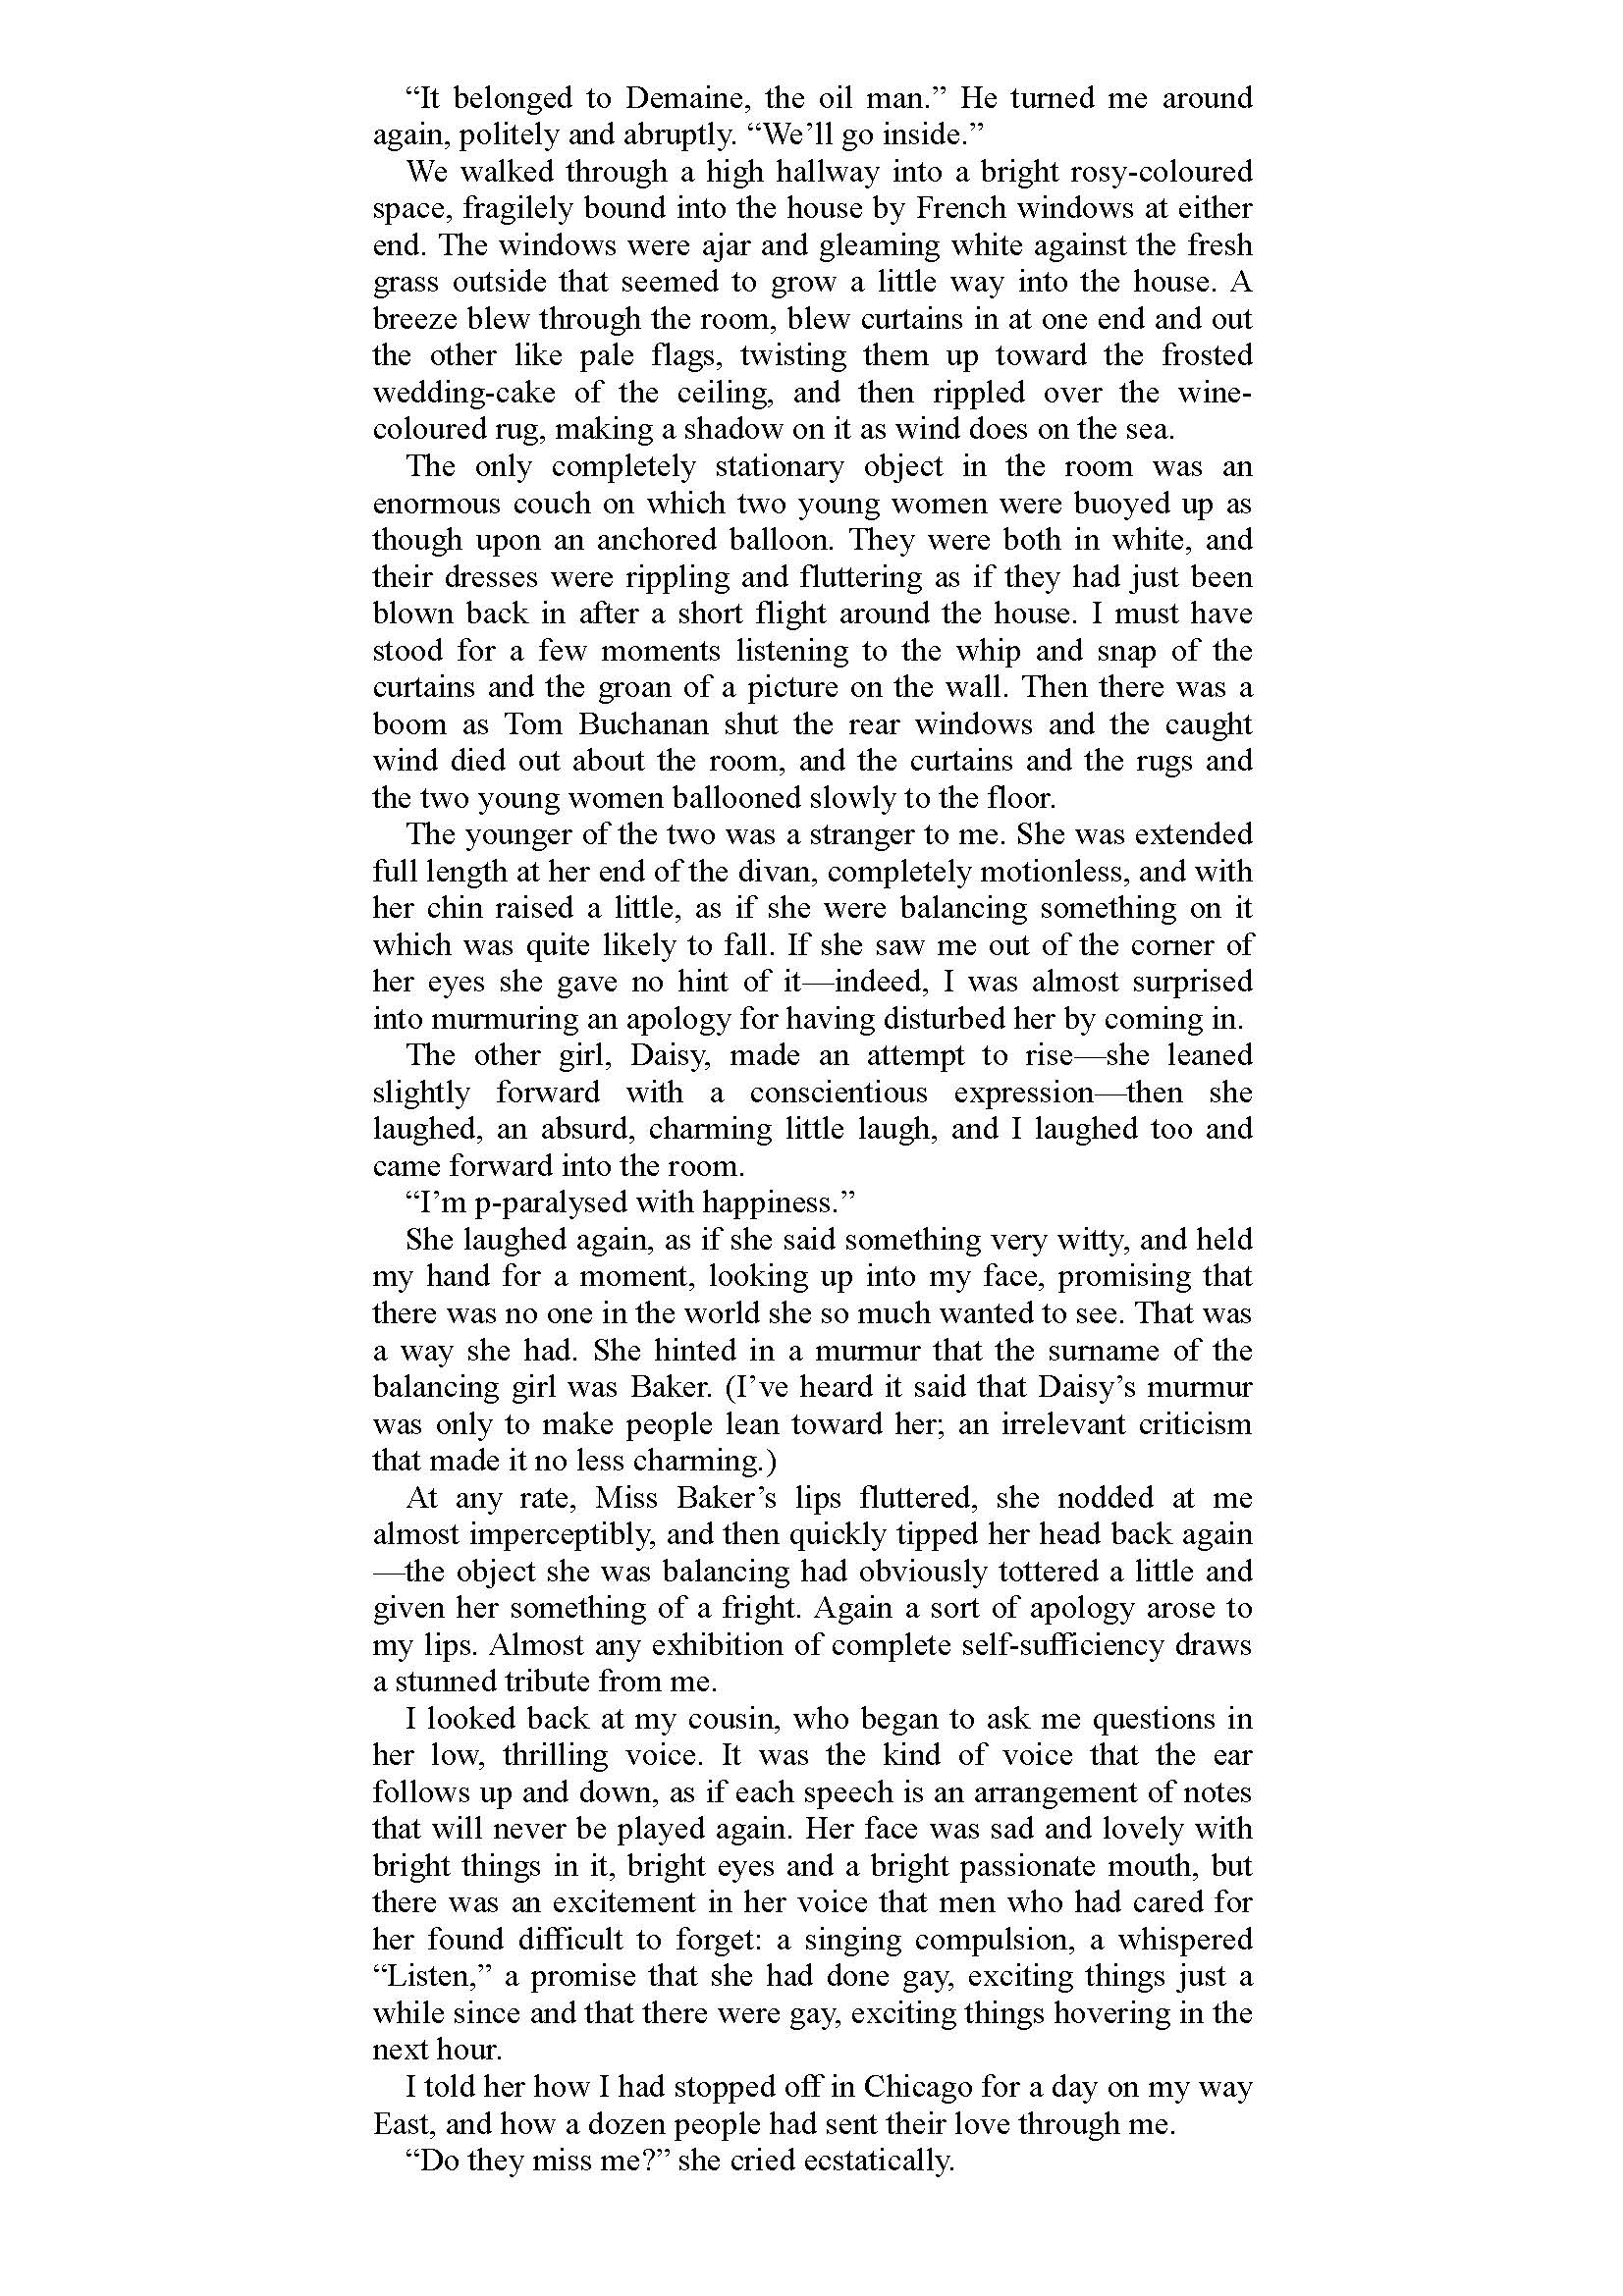 “It belonged to Demaine, the oil man.” He turned me around
again, politely and abruptly. “We’ll go inside.”
We walked through a high hallway into a bright rosy-coloured
space, fragilely bound into the house by French windows at either
end. The windows were ajar and gleaming white against the fresh
grass outside that seemed to grow a little way into the house. A
breeze blew through the room, blew curtains in at one end and out
the other like pale flags, twisting them up toward the frosted
wedding-cake of the ceiling, and then rippled over the wine-
coloured rug, making a shadow on it as wind does on the sea.
The only completely stationary object in the room was an
enormous couch on which two young women were buoyed up as
though upon an anchored balloon. They were both in white, and
their dresses were rippling and fluttering as if they had just been
blown back in after a short flight around the house. I must have
stood for a few moments listening to the whip and snap of the
curtains and the groan of a picture on the wall. Then there was a
boom as Tom Buchanan shut the rear windows and the caught
wind died out about the room, and the curtains and the rugs and
the two young women ballooned slowly to the floor.
The younger of the two was a stranger to me. She was extended
full length at her end of the divan, completely motionless, and with
her chin raised a little, as if she were balancing something on it
which was quite likely to fall. If she saw me out of the corner of
her eyes she gave no hint of it—indeed, I was almost surprised
into murmuring an apology for having disturbed her by coming in.
The other girl, Daisy, made an attempt to rise—she leaned
slightly forward with a conscientious expression—then she
laughed, an absurd, charming little laugh, and I laughed too and
came forward into the room.
“I’m p-paralysed with happiness.”
She laughed again, as if she said something very witty, and held
my hand for a moment, looking up into my face, promising that
there was no one in the world she so much wanted to see. That was
a way she had. She hinted in a murmur that the surname of the
balancing girl was Baker. (I’ve heard it said that Daisy’s murmur
was only to make people lean toward her; an irrelevant criticism
that made it no less charming.)
At any rate, Miss Baker’s lips fluttered, she nodded at me
almost imperceptibly, and then quickly tipped her head back again
—the object she was balancing had obviously tottered a little and
given her something of a fright. Again a sort of apology arose to
my lips. Almost any exhibition of complete self-sufficiency draws
a stunned tribute from me.
I looked back at my cousin, who began to ask me questions in
her low, thrilling voice. It was the kind of voice that the ear
follows up and down, as if each speech is an arrangement of notes
that will never be played again. Her face was sad and lovely with
bright things in it, bright eyes and a bright passionate mouth, but
there was an excitement in her voice that men who had cared for
her found difficult to forget: a singing compulsion, a whispered
“Listen,” a promise that she had done gay, exciting things just a
while since and that there were gay, exciting things hovering in the
next hour.
I told her how I had stopped off in Chicago for a day on my way
East, and how a dozen people had sent their love through me.
“Do they miss me?” she cried ecstatically.